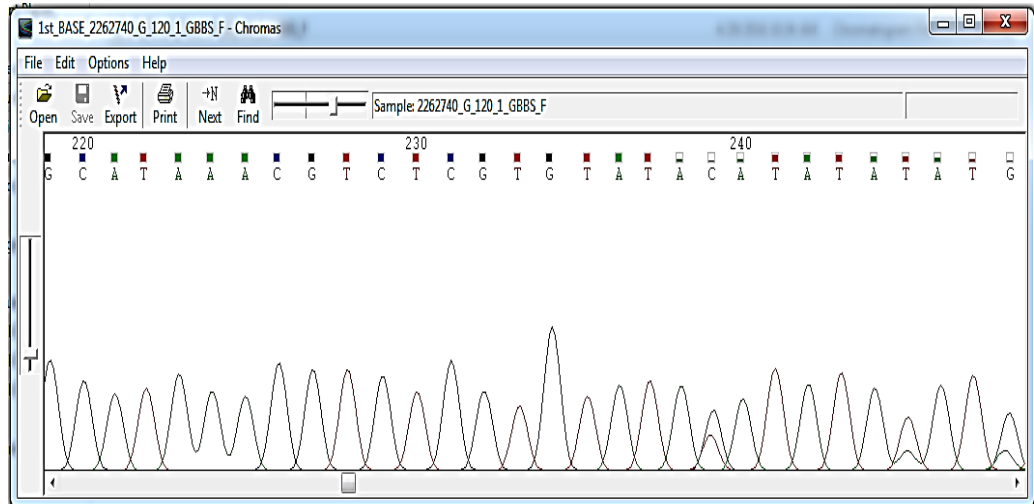 1st_BASE_2262740_G_120_1_GBBS_F - Chromas
File Edit Options Help
Open Save Export Print Next Find Sample: 2262740_G_120_1_GBBS_F
220 230 240
G C A T A A A C G T C T C G T G T A T A C A T A T A T A T G